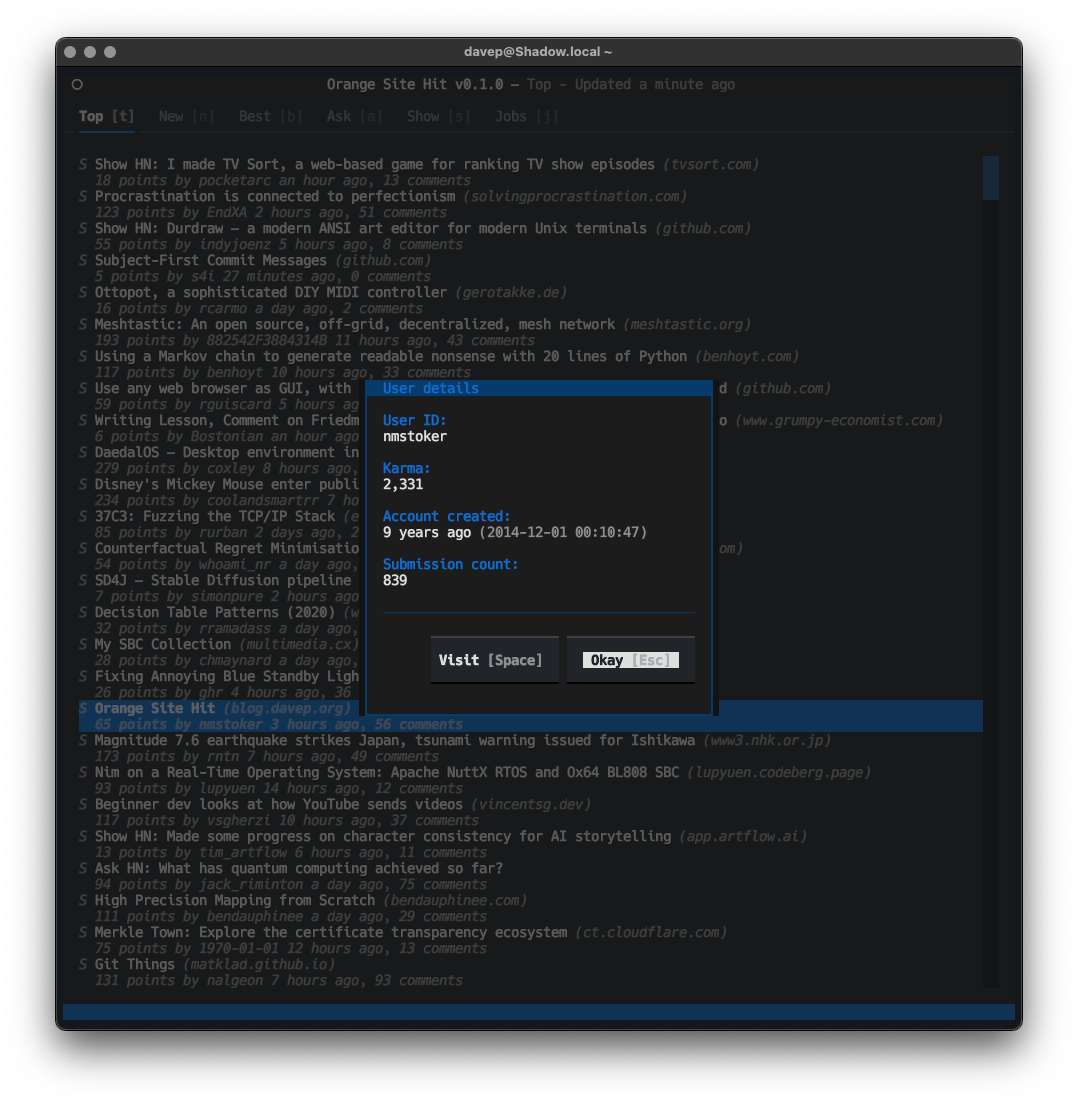 davep@Shadow.local ~
Orange Site Hit v0.1.0 — Top - Updated a minute ago
Top [t] New [n] Best [b] Ask [a] Show [s] Jobs [j]
S Show HN: I made TV Sort, a web-based game for ranking TV show episodes (tvsort.com)
18 points by pocketarc an hour ago, 13 comments
S Procrastination is connected to perfectionism (solvingprocrastination.com)
123 points by EndXA 2 hours ago, 51 comments
S Show HN: Durdraw – a modern ANSI art editor for modern Unix terminals (github.com)
55 points by indyjoenz 5 hours ago, 8 comments
S Subject-First Commit Messages (github.com)
5 points by s4i 27 minutes ago, 0 comments
S Ottopot, a sophisticated DIY MIDI controller (gerotakke.de)
16 points by rcarmo a day ago, 2 comments
S Meshtastic: An open source, off-grid, decentralized, mesh network (meshtastic.org)
193 points by 882542F3884314B 11 hours ago, 43 comments
S Using a Markov chain to generate readable nonsense with 20 lines of Python (benhoyt.com)
117 points by benhoyt 10 hours ago, 33 comments
S Use any web browser as GUI, with d (github.com)
59 points by rguiscard 5 hours ag
S Writing Lesson, Comment on Friedm o (www.grumpy-economist.com)
6 points by Bostonian an hour ago
S DaedalOS – Desktop environment in
279 points by coxley 8 hours ago,
S Disney's Mickey Mouse enter publi
234 points by coolandsmartrr 7 ho
S 37C3: Fuzzing the TCP/IP Stack (e
85 points by rurban 2 days ago, 2
S Counterfactual Regret Minimisatio om)
54 points by whoami_nr a day ago,
S SD4J – Stable Diffusion pipeline
7 points by simonpure 2 hours ago
S Decision Table Patterns (2020) (w
32 points by rramadass a day ago,
S My SBC Collection (multimedia.cx)
28 points by chmaynard a day ago,
S Fixing Annoying Blue Standby Ligh
26 points by ghr 4 hours ago, 36
S Orange Site Hit (blog.davep.org)
65 points by nmstoker 3 hours ago, 56 comments
S Magnitude 7.6 earthquake strikes Japan, tsunami warning issued for Ishikawa (www3.nhk.or.jp)
173 points by rntn 7 hours ago, 49 comments
S Nim on a Real-Time Operating System: Apache NuttX RTOS and Ox64 BL808 SBC (lupyuen.codeberg.page)
93 points by lupyuen 14 hours ago, 12 comments
S Beginner dev looks at how YouTube sends videos (vincentsg.dev)
117 points by vsgherzi 10 hours ago, 37 comments
S Show HN: Made some progress on character consistency for AI storytelling (app.artflow.ai)
13 points by tim_artflow 6 hours ago, 11 comments
S Ask HN: What has quantum computing achieved so far?
94 points by jack_riminton a day ago, 75 comments
S High Precision Mapping from Scratch (bendauphinee.com)
111 points by bendauphinee a day ago, 29 comments
S Merkle Town: Explore the certificate transparency ecosystem (ct.cloudflare.com)
75 points by 1970-01-01 12 hours ago, 13 comments
S Git Things (matklad.github.io)
131 points by nalgeon 7 hours ago, 93 comments
User details
User ID:
nmstoker
Karma:
2,331
Account created:
9 years ago (2014-12-01 00:10:47)
Submission count:
839
Visit [Space] Okay [Esc]